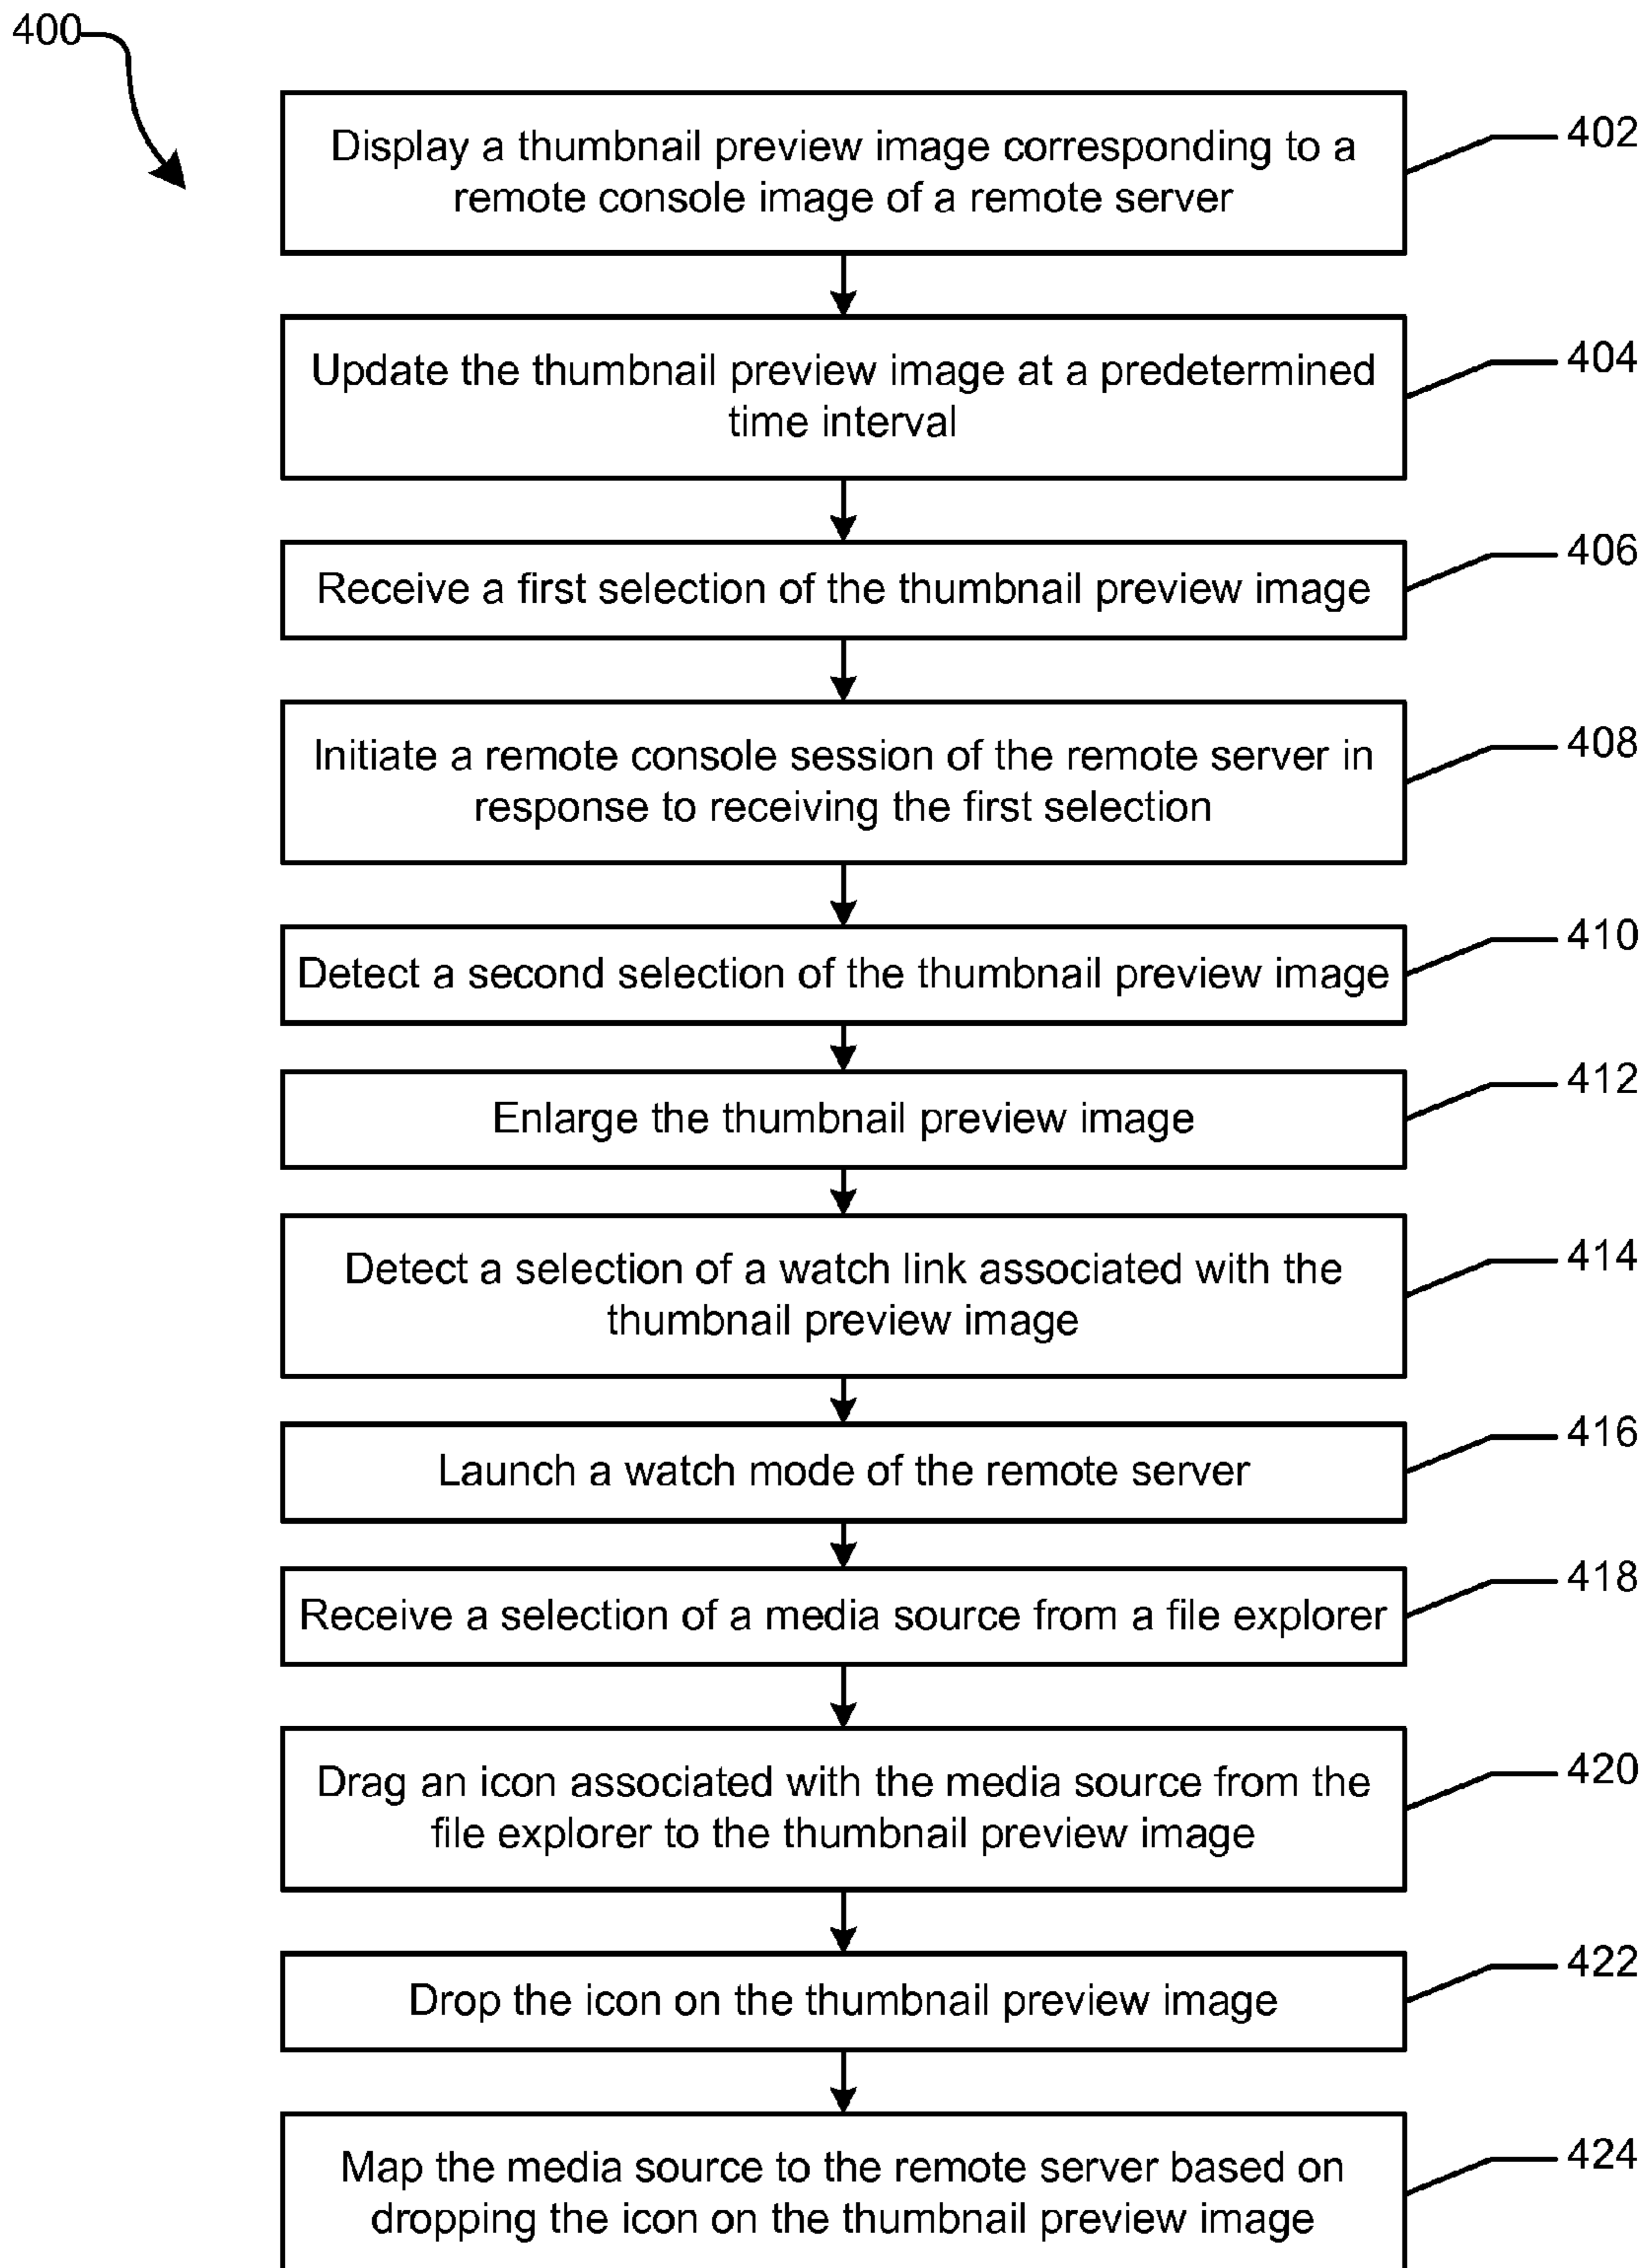 400
Display a thumbnail preview image corresponding to a
remote console image of a remote server
402
Update the thumbnail preview image at a predetermined
time interval
404
Receive a first selection of the thumbnail preview image
406
Initiate a remote console session of the remote server in
response to receiving the first selection
408
Detect a second selection of the thumbnail preview image
410
Enlarge the thumbnail preview image
412
Detect a selection of a watch link associated with the
thumbnail preview image
414
Launch a watch mode of the remote server
416
Receive a selection of a media source from a file explorer
418
Drag an icon associated with the media source from the
file explorer to the thumbnail preview image
420
Drop the icon on the thumbnail preview image
422
Map the media source to the remote server based on
dropping the icon on the thumbnail preview image
424